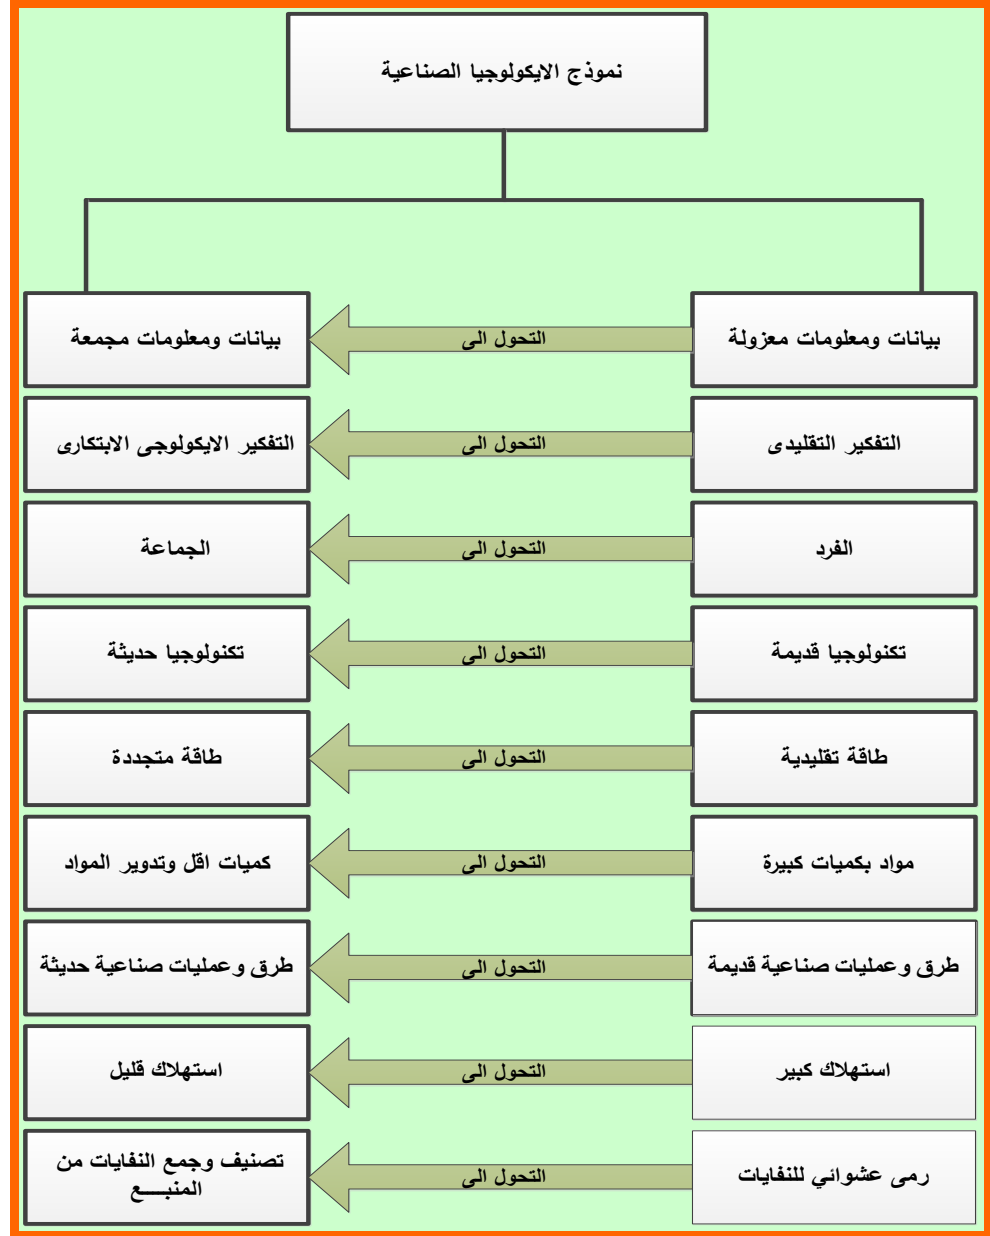 نموذج الايكولوجيا الصناعية
بيانات ومعلومات معزولة
التحول الى
بيانات ومعلومات مجمعة
التفكير التقليدى
التحول الى
التفكير الايكولوجى الابتكارى
الفرد
التحول الى
الجماعة
تكنولوجيا قديمة
التحول الى
تكنولوجيا حديثة
طاقة تقليدية
التحول الى
طاقة متجددة
مواد بكميات كبيرة
التحول الى
كميات اقل وتدوير المواد
طرق وعمليات صناعية قديمة
التحول الى
طرق وعمليات صناعية حديثة
استهلاك كبير
التحول الى
استهلاك قليل
رمى عشوائي للنفايات
التحول الى
تصنيف وجمع النفايات من
المنبـــع